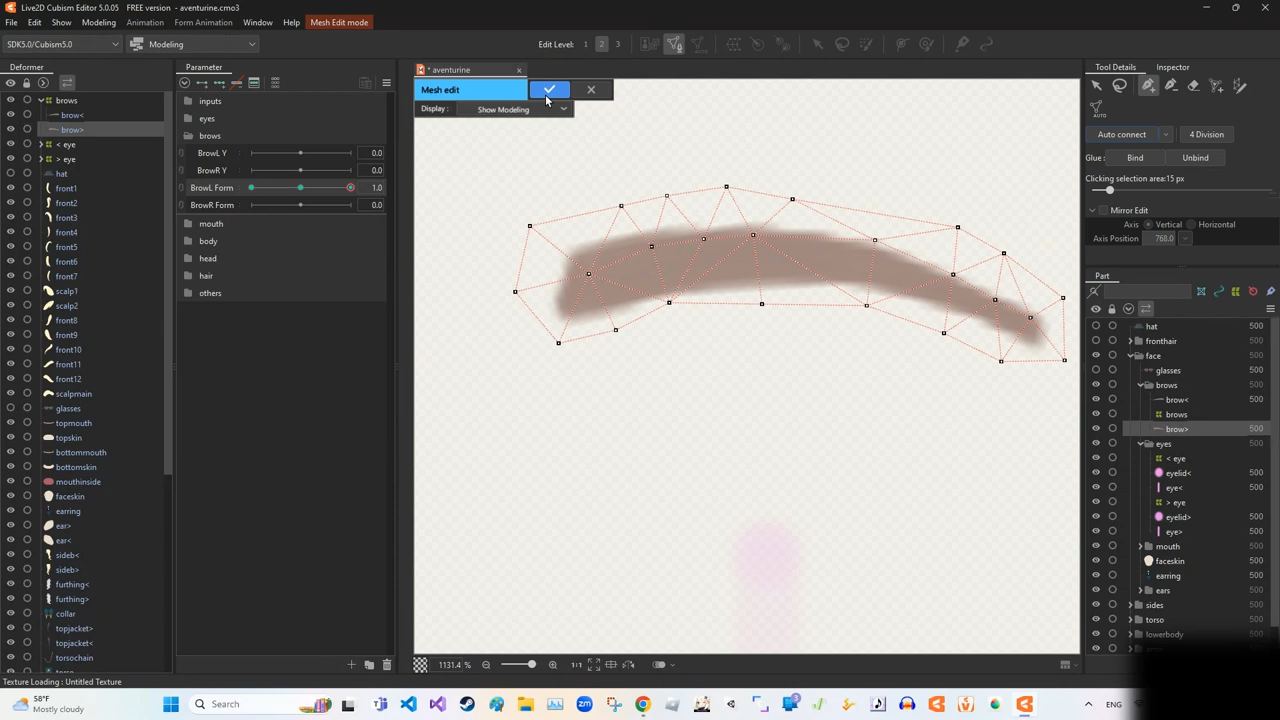 Live2D Cubism Editor 5.0.05 FREE version - aventurine.cmo3
File Edit Show Modeling Animation Form Animation Window Help Mesh Edit mode
SDK5.0/Cubism5.0 Modeling Edit Level: 1 2 3
Deformer
brows
brow<
brow>
< eye
> eye
hat
front1
front2
front3
front4
front5
front6
front7
scalp1
scalp2
front8
front9
front10
front11
front12
scalpmain
glasses
topmouth
topskin
bottommouth
bottomskin
mouthinside
faceskin
earring
ear>
ear<
sideb<
sideb>
furthing<
furthing>
collar
topjacket>
topjacket<
torsochain
torso
Parameter
inputs
eyes
brows
BrowL Y 0.0
BrowR Y 0.0
BrowL Form 1.0
BrowR Form 0.0
mouth
body
head
hair
others
* aventurine
Mesh edit
Display : Show Modeling
1131.4 %
1:1
Tool Details Inspector
AUTO
Auto connect 4 Division
Glue : Bind Unbind
Clicking selection area:15 px
Mirror Edit
Axis Vertical Horizontal
Axis Position 768.0
Part
hat 500
fronthair 500
face 500
glasses 500
brows 500
brow< 500
brows 500
brow> 500
eyes 500
< eye
eyelid< 500
eye< 500
> eye
eyelid> 500
eye> 500
mouth 500
faceskin 500
earring 500
ears 500
sides 500
torso 500
lowerbody 500
Texture Loading : Untitled Texture
58°F
Mostly cloudy
Search
3
ENG